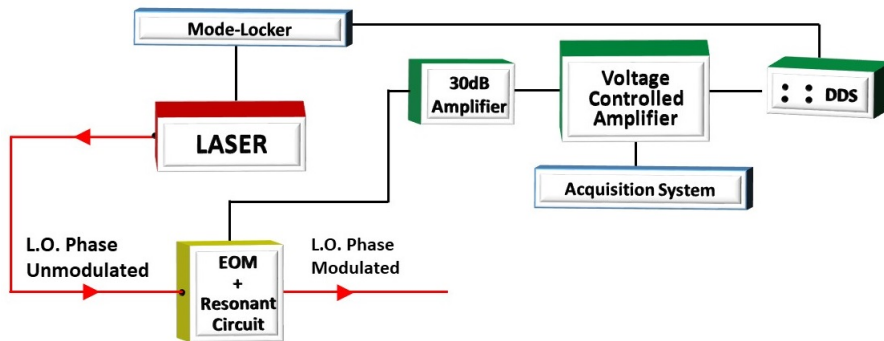 Mode-Locker
30dB
Amplifier
Voltage
Controlled
Amplifier
DDS
LASER
Acquisition System
L.O. Phase
Unmodulated
EOM
+
Resonant
Circuit
L.O. Phase
Modulated